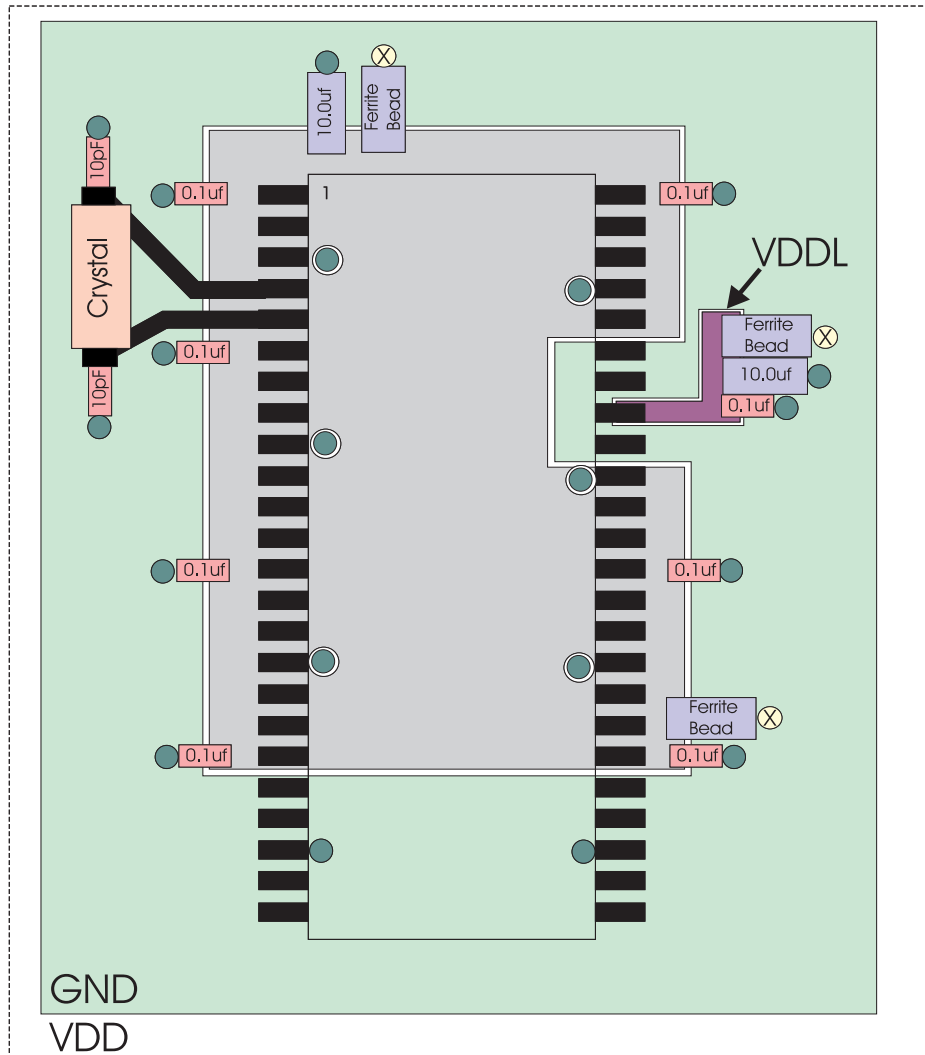 10.0uf
Ferrite
Bead
X
10pF
0.1uf
1
0.1uf
Crystal
VDDL
Ferrite
Bead
X
0.1uf
10.0uf
10pF
0.1uf
0.1uf
0.1uf
Ferrite
Bead
X
0.1uf
0.1uf
GND
VDD